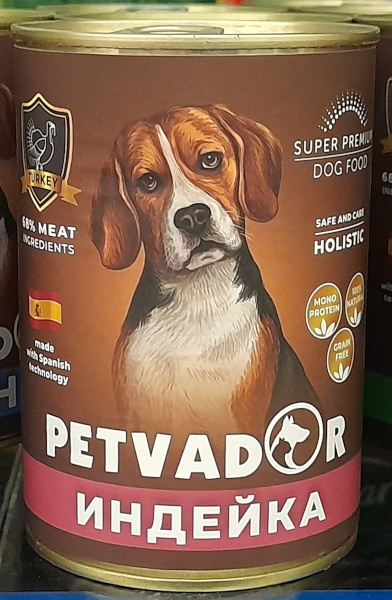 TURKEY
68% MEAT
INGREDIENTS
made
with Spanish
technology
SUPER PREMIUM
DOG FOOD
SAFE AND CARE
HOLISTIC
MONO
PROTEIN
100%
NATURAL
GRAIN
FREE
PETVADOR
ИНДЕЙКА